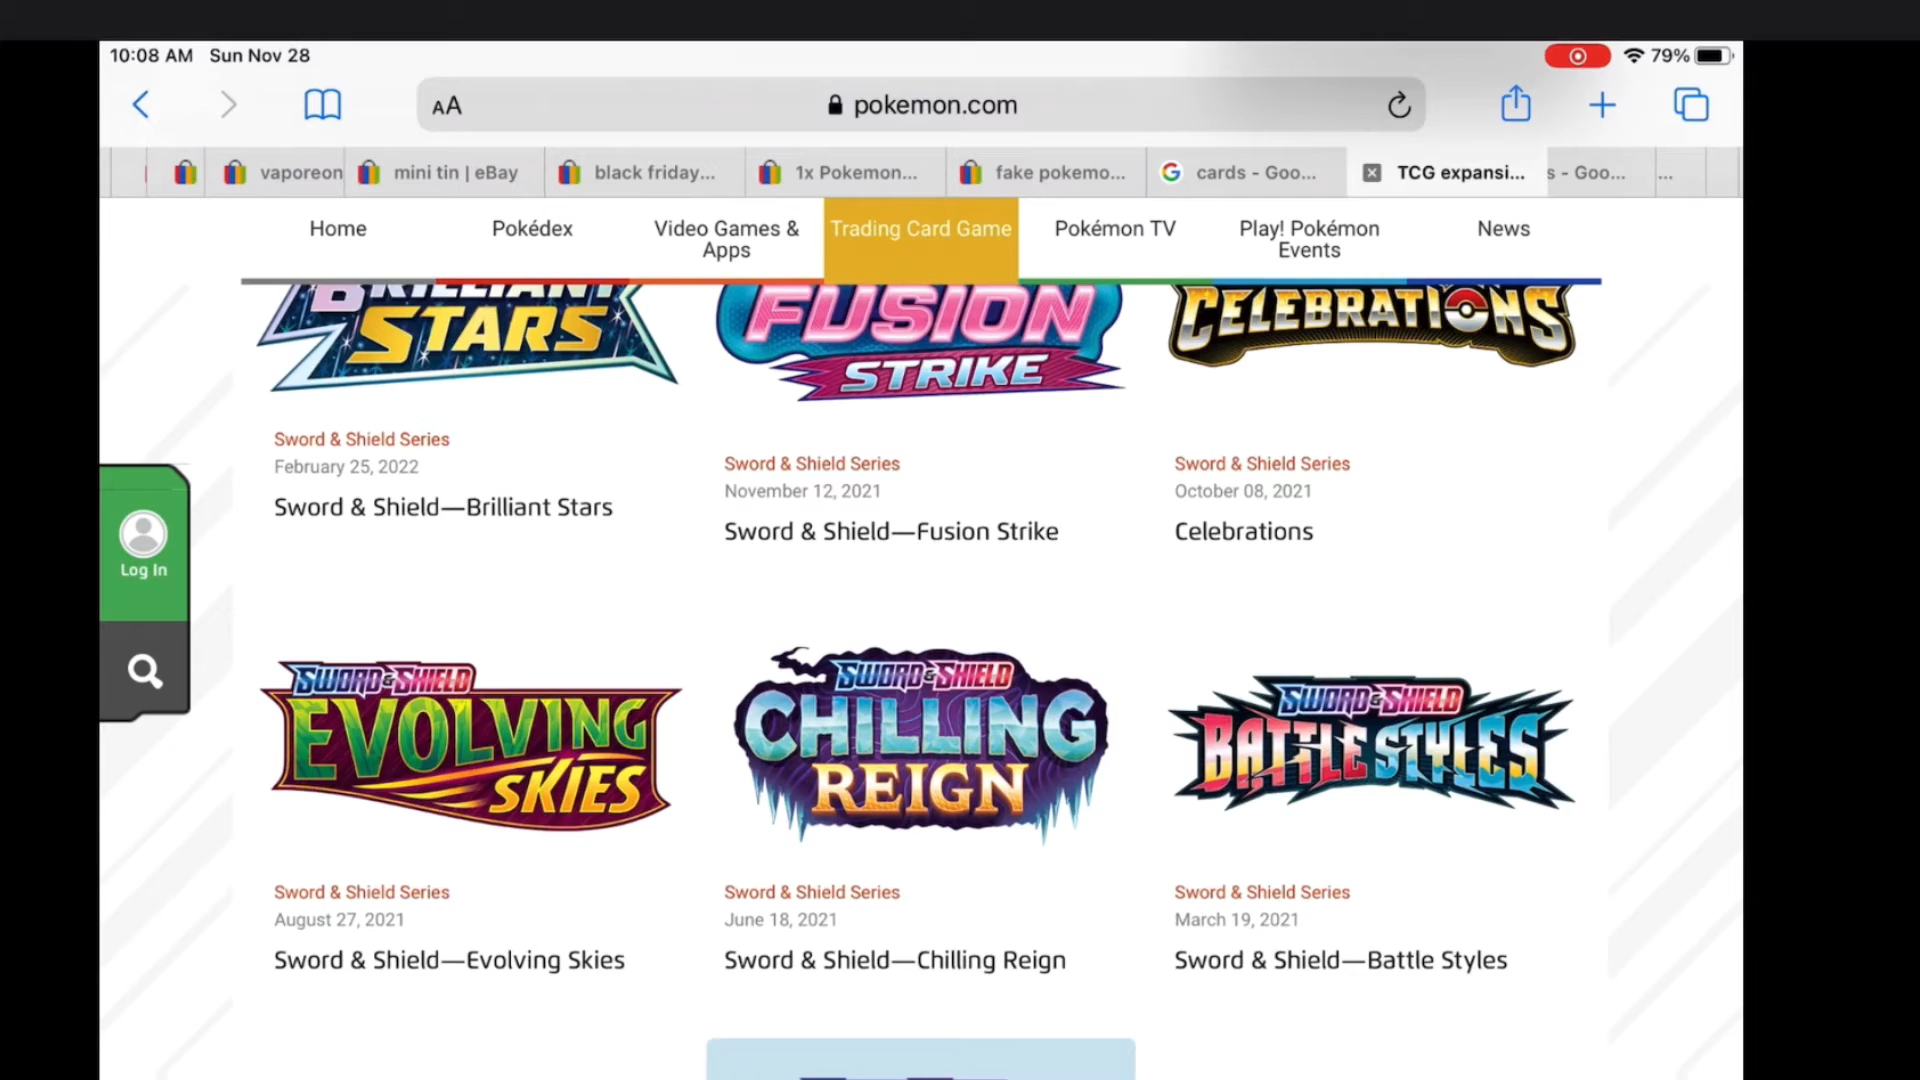 10:08 AM Sun Nov 28
79%
AA
pokemon.com
vaporeon
mini tin | eBay
black friday...
1x Pokemon...
fake pokemo...
cards - Goo...
TCG expansi...
s - Goo...
...
Home
Pokédex
Video Games &
Apps
Trading Card Game
Pokémon TV
Play! Pokémon
Events
News
BRILLIANT
STARS
FUSION
STRIKE
CELEBRATIONS
Sword & Shield Series
February 25, 2022
Sword & Shield—Brilliant Stars
Sword & Shield Series
November 12, 2021
Sword & Shield—Fusion Strike
Sword & Shield Series
October 08, 2021
Celebrations
Log In
SWORD & SHIELD
EVOLVING
SKIES
SWORD & SHIELD
CHILLING
REIGN
SWORD & SHIELD
BATTLE STYLES
Sword & Shield Series
August 27, 2021
Sword & Shield—Evolving Skies
Sword & Shield Series
June 18, 2021
Sword & Shield—Chilling Reign
Sword & Shield Series
March 19, 2021
Sword & Shield—Battle Styles